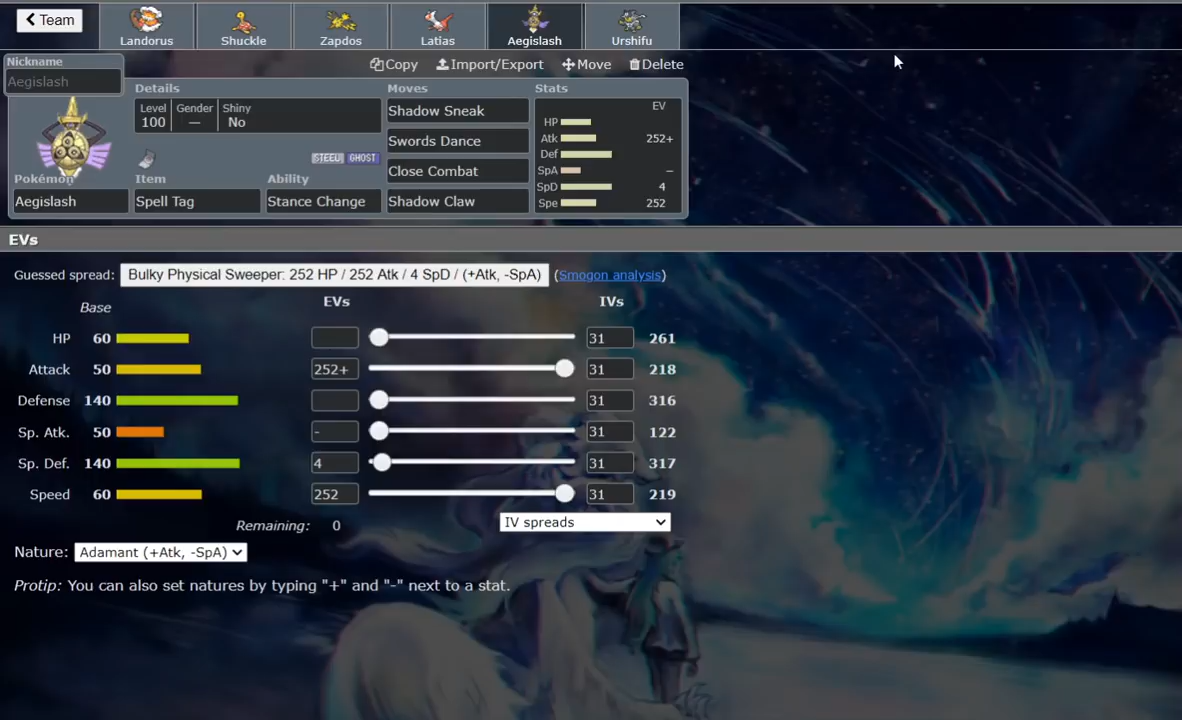 Team
Landorus
Shuckle
Zapdos
Latias
Aegislash
Urshifu
Nickname
Aegislash
Copy
Import/Export
Move
Delete
Details
Level
100
Gender
—
Shiny
No
STEEL
GHOST
Pokémon
Aegislash
Item
Spell Tag
Ability
Stance Change
Moves
Shadow Sneak
Swords Dance
Close Combat
Shadow Claw
Stats
EV
HP
Atk 252+
Def
SpA –
SpD 4
Spe 252
EVs
Guessed spread: Bulky Physical Sweeper: 252 HP / 252 Atk / 4 SpD / (+Atk, -SpA) (Smogon analysis)
Base EVs IVs
HP 60 31 261
Attack 50 252+ 31 218
Defense 140 31 316
Sp. Atk. 50 - 31 122
Sp. Def. 140 4 31 317
Speed 60 252 31 219
Remaining: 0
IV spreads
Nature: Adamant (+Atk, -SpA)
Protip: You can also set natures by typing "+" and "-" next to a stat.